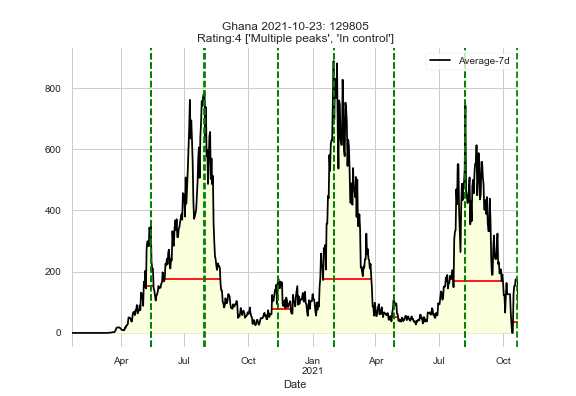 Ghana 2021-10-23: 129805
Rating:4 ['Multiple peaks', 'In control']
Average-7d
800
600
400
200
0
Apr Jul Oct Jan Apr Jul Oct
2021
Date